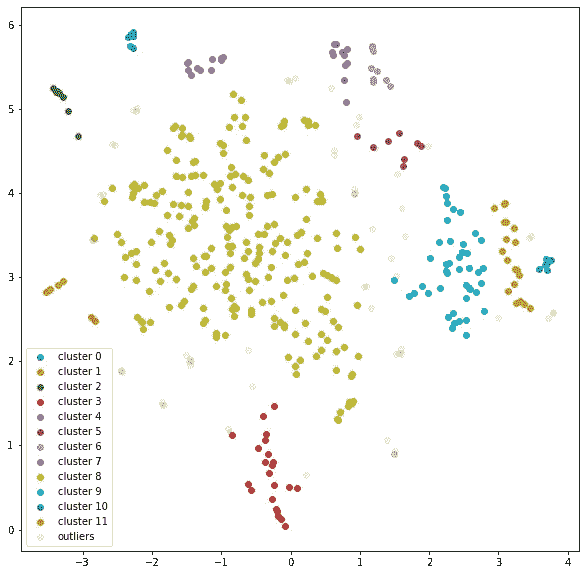 6
5
4
3
2
1
0
cluster 0
cluster 1
cluster 2
cluster 3
cluster 4
cluster 5
cluster 6
cluster 7
cluster 8
cluster 9
cluster 10
cluster 11
outliers
−3 −2 −1 0 1 2 3 4